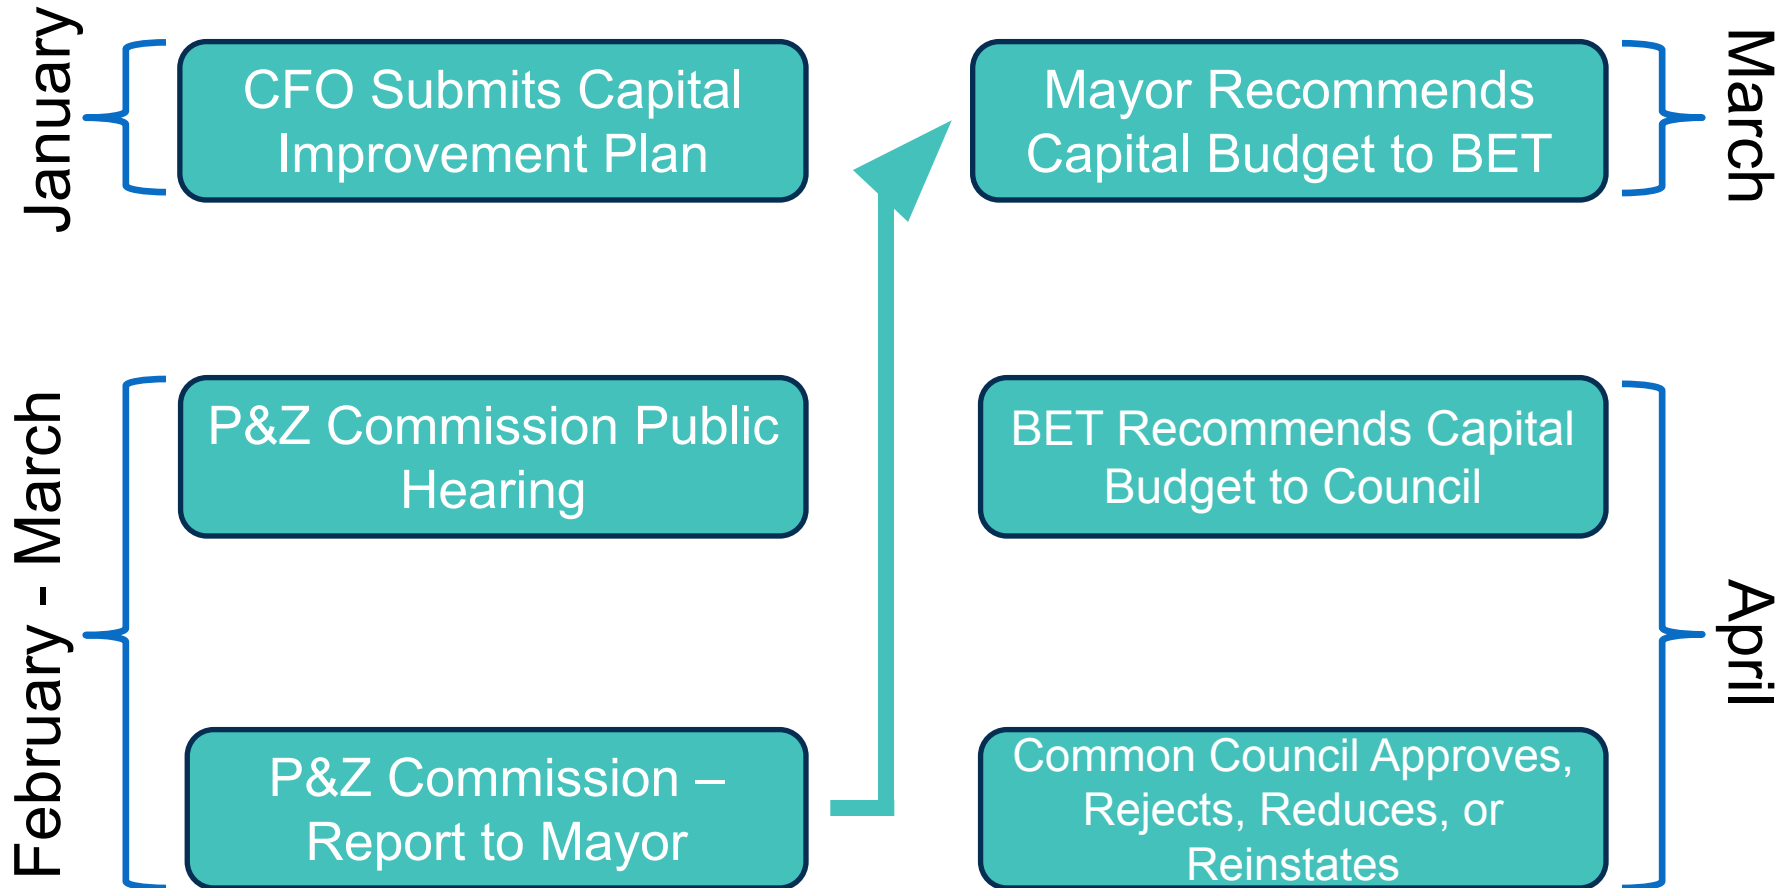 January
CFO Submits Capital
Improvement Plan
February - March
P&Z Commission Public
Hearing
P&Z Commission –
Report to Mayor
Mayor Recommends
Capital Budget to BET
March
BET Recommends Capital
Budget to Council
April
Common Council Approves,
Rejects, Reduces, or
Reinstates